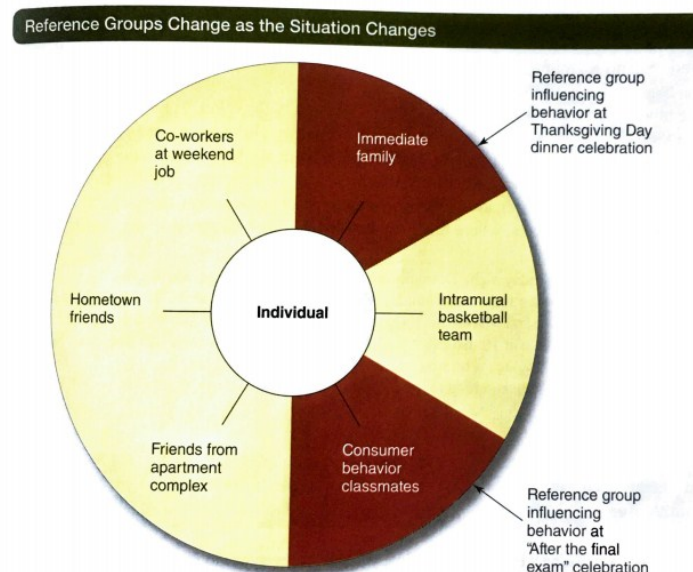 Reference Groups Change as the Situation Changes
Reference group
influencing
behavior at
Thanksgiving Day
dinner celebration
Co-workers
at weekend
job
Immediate
family
Hometown
friends
Individual
Intramural
basketball
team
Friends from
apartment
complex
Consumer
behavior
classmates
Reference group
influencing
behavior at
"After the final
exam" celebration